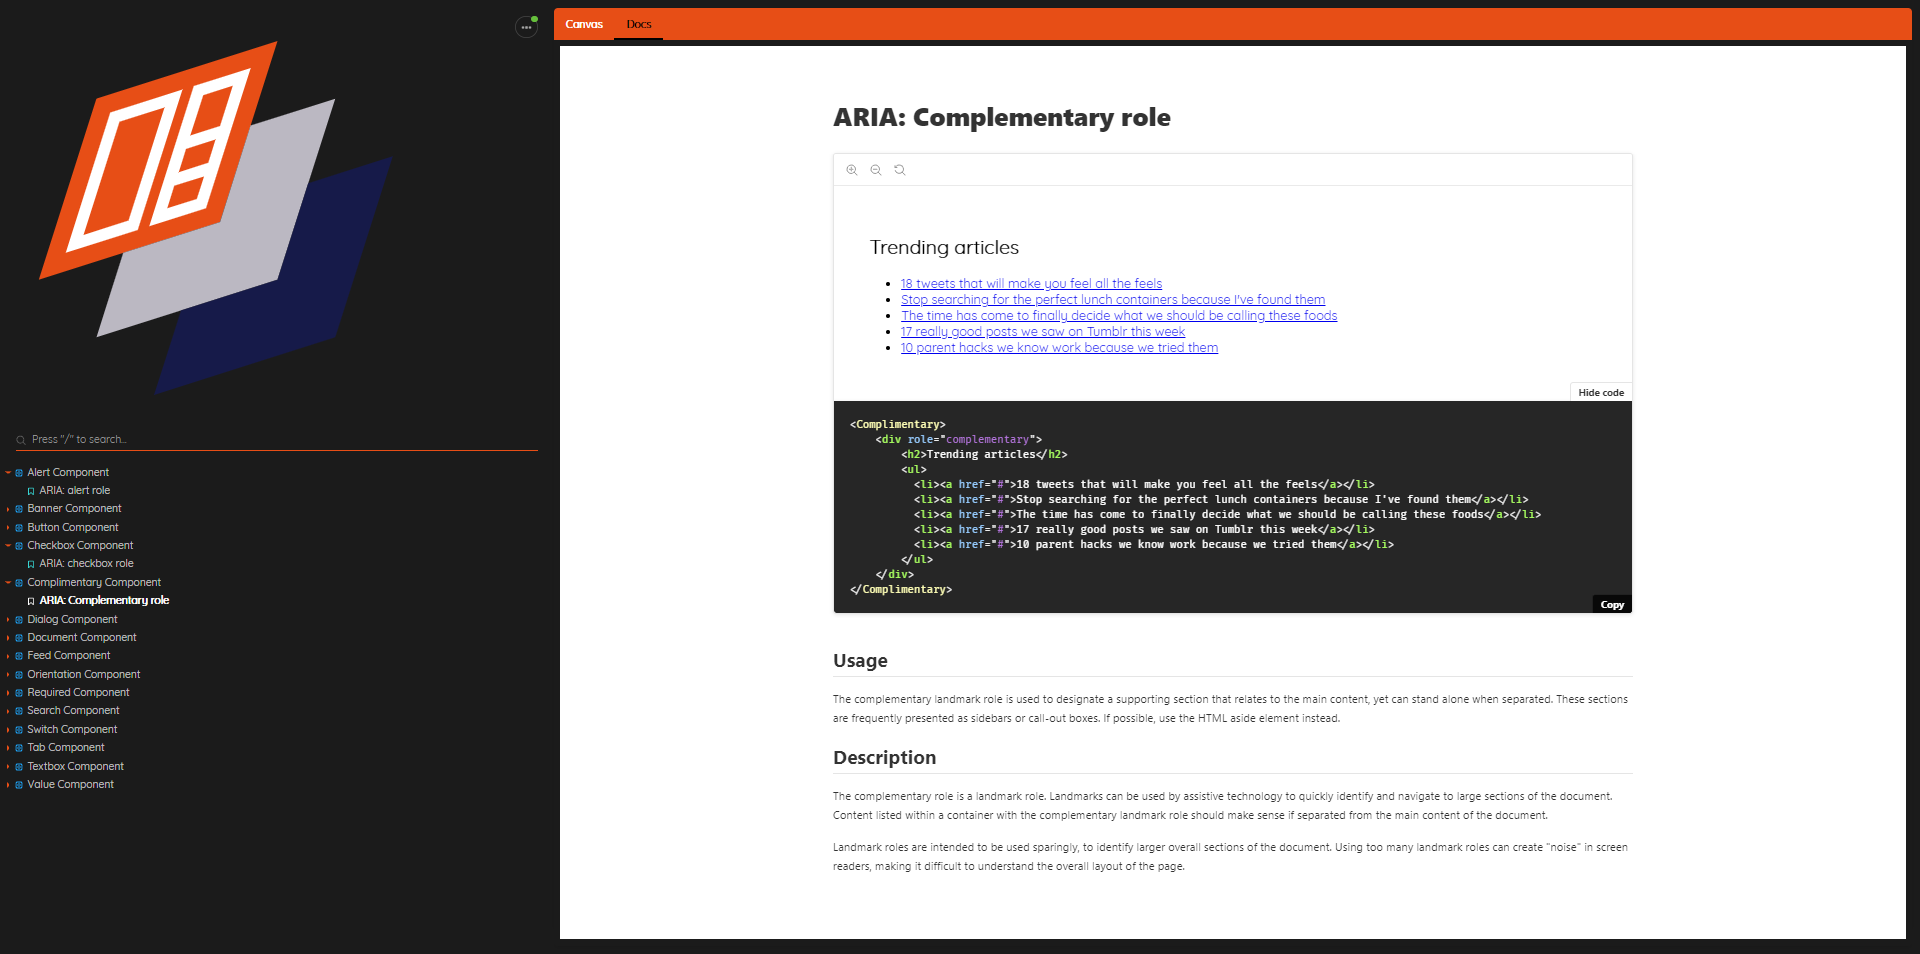 Press "/" to search...
Alert Component
ARIA: alert role
Banner Component
Button Component
Checkbox Component
ARIA: checkbox role
Complimentary Component
ARIA: Complementary role
Dialog Component
Document Component
Feed Component
Orientation Component
Required Component
Search Component
Switch Component
Tab Component
Textbox Component
Value Component
Canvas Docs
ARIA: Complementary role
Trending articles
18 tweets that will make you feel all the feels
Stop searching for the perfect lunch containers because I've found them
The time has come to finally decide what we should be calling these foods
17 really good posts we saw on Tumblr this week
10 parent hacks we know work because we tried them
Hide code
<Complimentary>
<div role="complementary">
<h2>Trending articles</h2>
<ul>
<li><a href="#">18 tweets that will make you feel all the feels</a></li>
<li><a href="#">Stop searching for the perfect lunch containers because I've found them</a></li>
<li><a href="#">The time has come to finally decide what we should be calling these foods</a></li>
<li><a href="#">17 really good posts we saw on Tumblr this week</a></li>
<li><a href="#">10 parent hacks we know work because we tried them</a></li>
</ul>
</div>
</Complimentary>
Copy
Usage
The complementary landmark role is used to designate a supporting section that relates to the main content, yet can stand alone when separated. These sections
are frequently presented as sidebars or call-out boxes. If possible, use the HTML aside element instead.
Description
The complementary role is a landmark role. Landmarks can be used by assistive technology to quickly identify and navigate to large sections of the document.
Content listed within a container with the complementary landmark role should make sense if separated from the main content of the document.
Landmark roles are intended to be used sparingly, to identify larger overall sections of the document. Using too many landmark roles can create "noise" in screen
readers, making it difficult to understand the overall layout of the page.